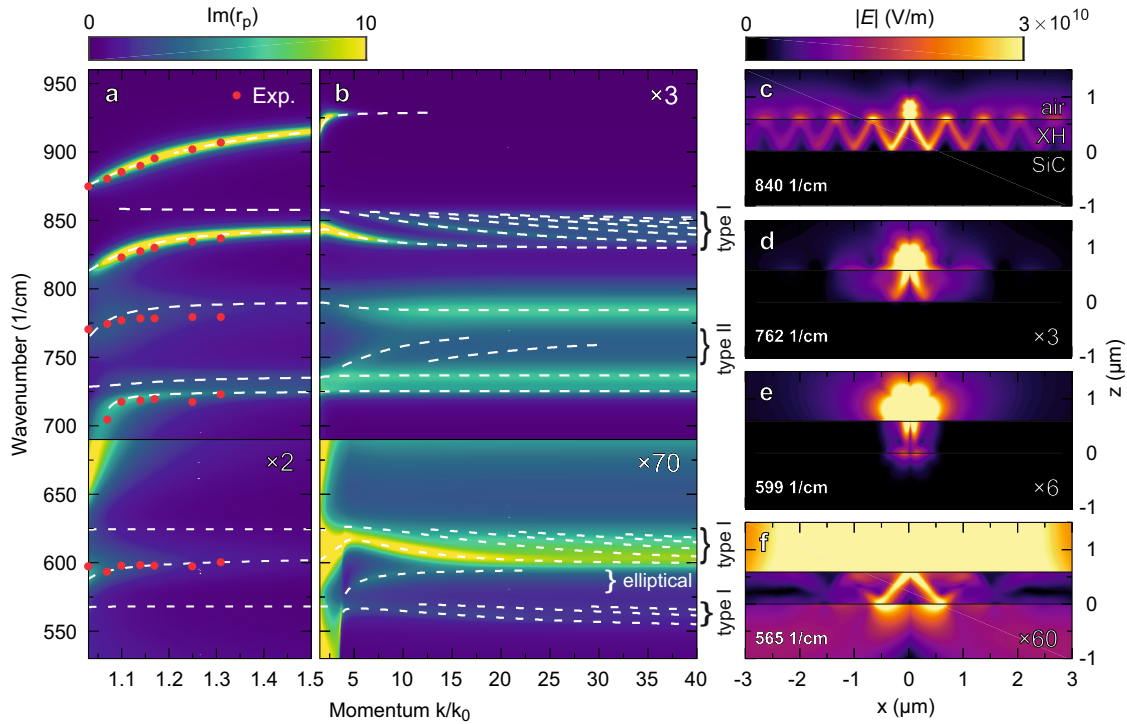 Im(rₚ)
0
10
|E| (V/m)
0
3 × 10¹⁰
Wavenumber (1/cm)
950
900
850
800
750
700
650
600
550
a
Exp.
×2
1.1
1.2
1.3
1.4
1.5
b
×3
×70
} elliptical
5
10
15
20
25
30
35
40
Momentum k/k₀
} type I
} type II
} type I
} type I
c
air
XH
SiC
840 1/cm
1
0
-1
d
762 1/cm
×3
1
0
-1
e
599 1/cm
×6
1
0
-1
f
565 1/cm
×60
1
0
-1
z (μm)
-3
-2
-1
0
1
2
3
x (μm)